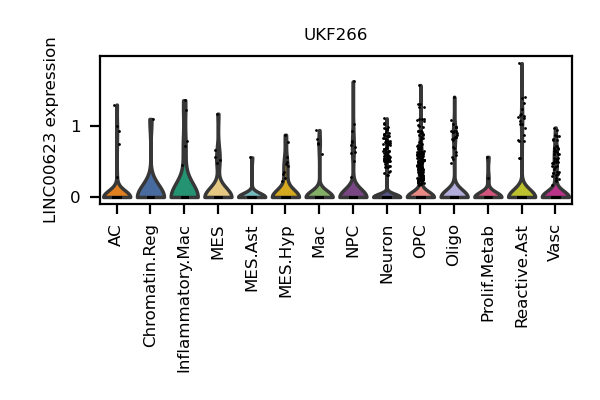 UKF266
LINC00623 expression
1
0
AC
Chromatin.Reg
Inflammatory.Mac
MES
MES.Ast
MES.Hyp
Mac
NPC
Neuron
OPC
Oligo
Prolif.Metab
Reactive.Ast
Vasc